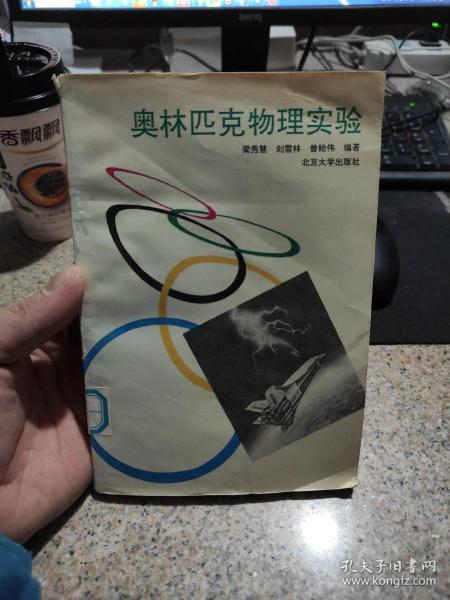 BenQ
香飘飘
奥林匹克物理实验
梁秀慧 刘雪林 曾贻伟 编著
北京大学出版社
孔夫子旧书网
www.kongfz.com